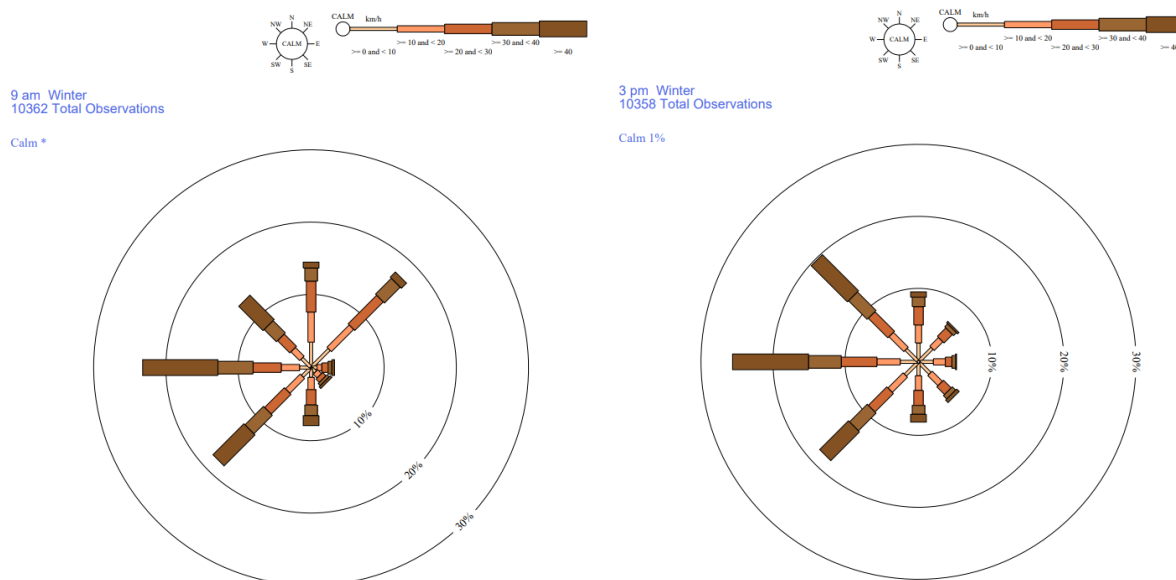 N
NW NE
W CALM E
SW SE
S
CALM km/h
>= 10 and < 20 >= 30 and < 40
>= 0 and < 10 >= 20 and < 30 >= 40
9 am Winter
10362 Total Observations
Calm *
10%
20%
30%
N
NW NE
W CALM E
SW SE
S
CALM km/h
>= 10 and < 20 >= 30 and < 40
>= 0 and < 10 >= 20 and < 30
3 pm Winter
10358 Total Observations
Calm 1%
10% 20% 30%